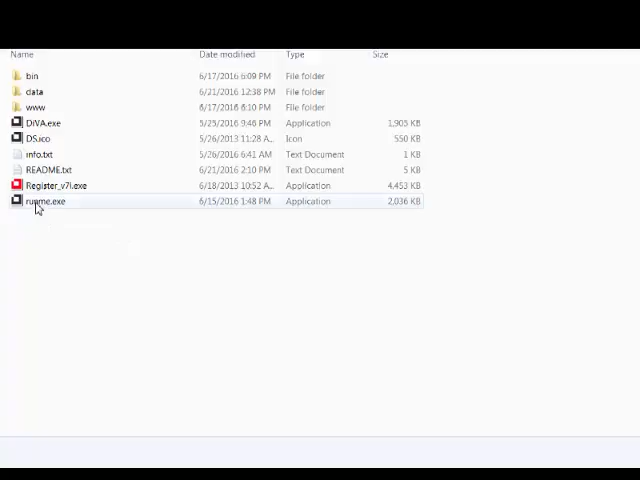 Name Date modified Type Size
bin 6/17/2016 6:09 PM File folder
data 6/21/2016 12:38 PM File folder
www 6/17/2016 6:10 PM File folder
DiVA.exe 5/25/2016 9:46 PM Application 1,905 KB
DS.ico 5/26/2013 11:28 A... Icon 550 KB
info.txt 5/26/2016 6:41 AM Text Document 1 KB
README.txt 6/21/2016 2:10 PM Text Document 5 KB
Register_v7i.exe 6/18/2013 10:52 A... Application 4,453 KB
runme.exe 6/15/2016 1:48 PM Application 2,036 KB